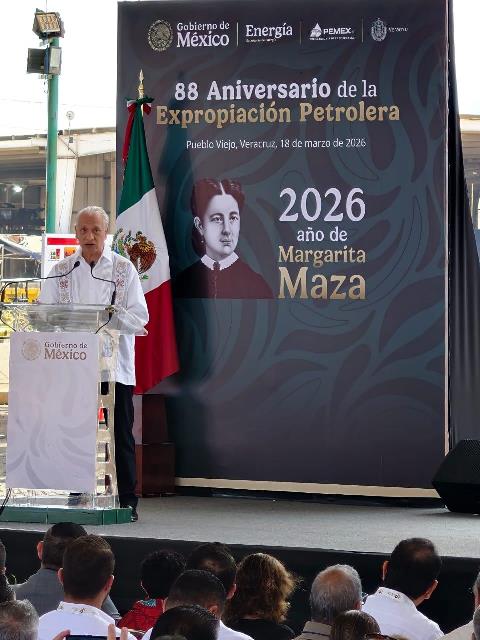 Gobierno de
México
Energía
PEMEX
Veracruz
88 Aniversario de la
Expropiación Petrolera
Pueblo Viejo, Veracruz, 18 de marzo de 2026
2026
año de
Margarita
Maza
Gobierno de
México